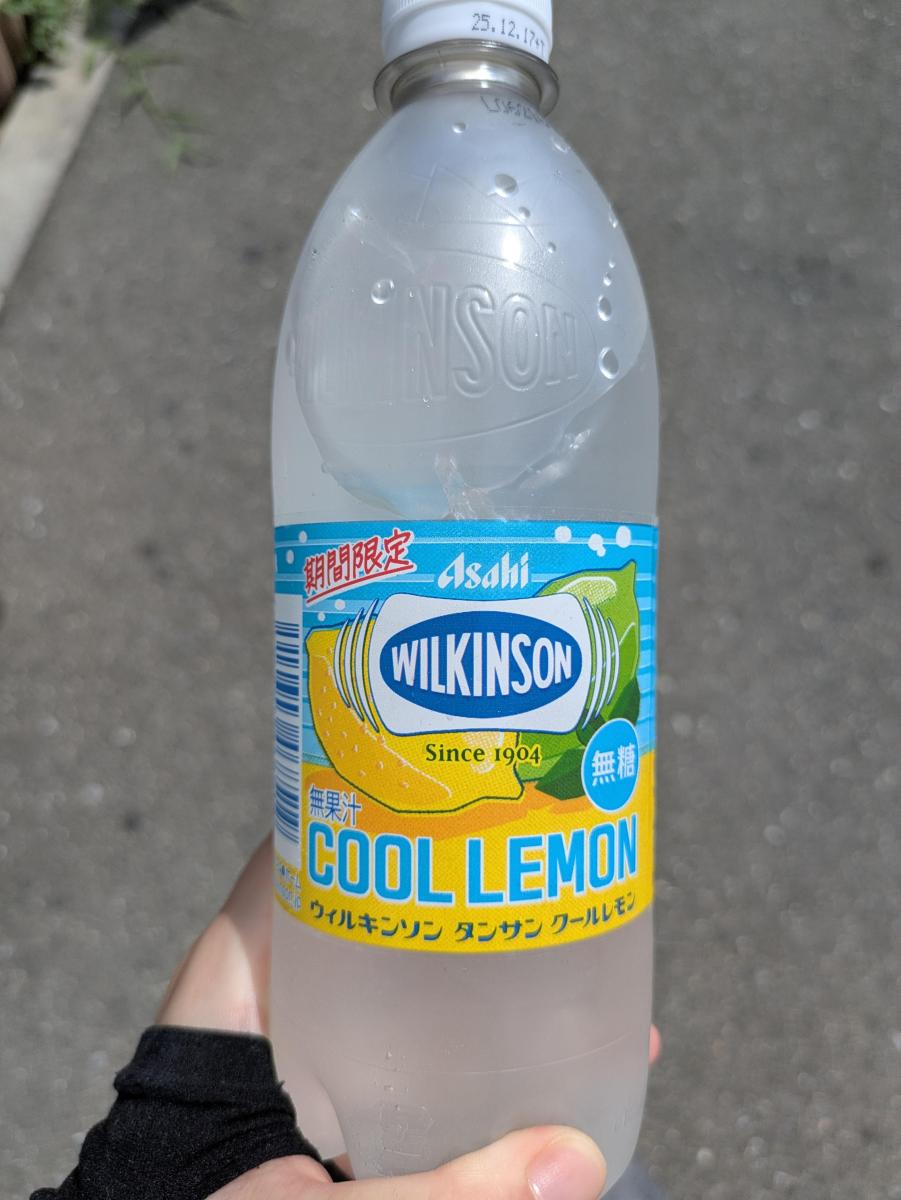 25.12.17
WILKINSON
期間限定
Asahi
WILKINSON
Since 1904
無糖
無果汁
COOL LEMON
ウィルキンソン タンサン クールレモン